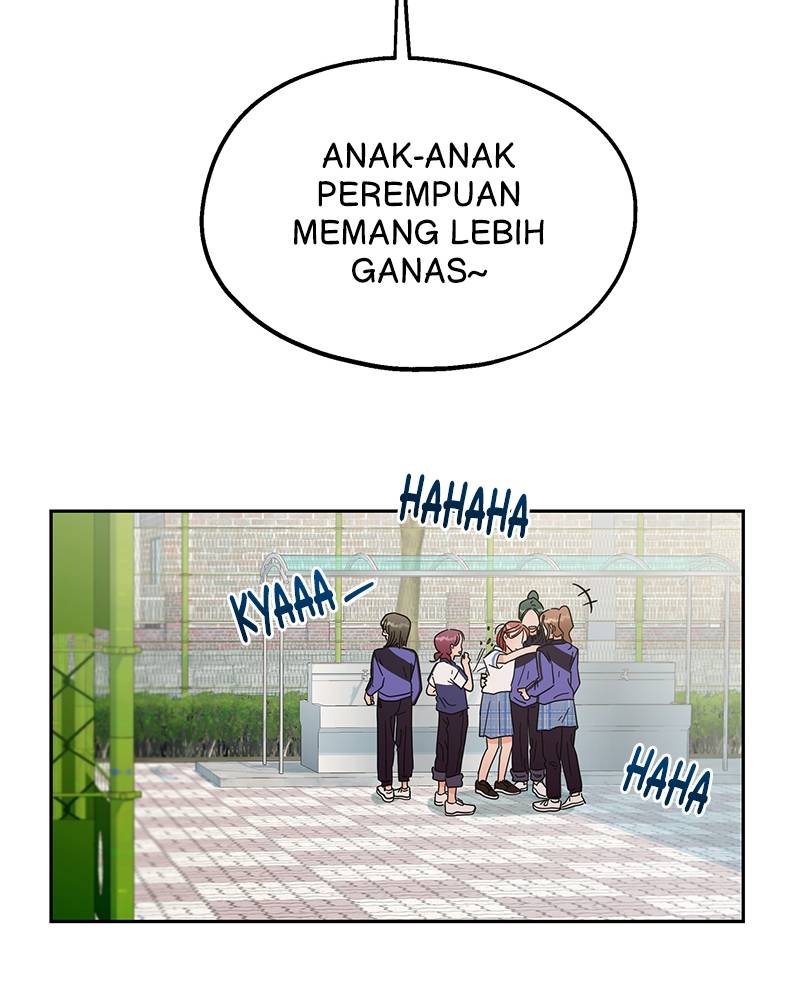 ANAK-ANAK
PEREMPUAN
MEMANG LEBIH
GANAS~
HAHAHA
KYAAA—
HAHA